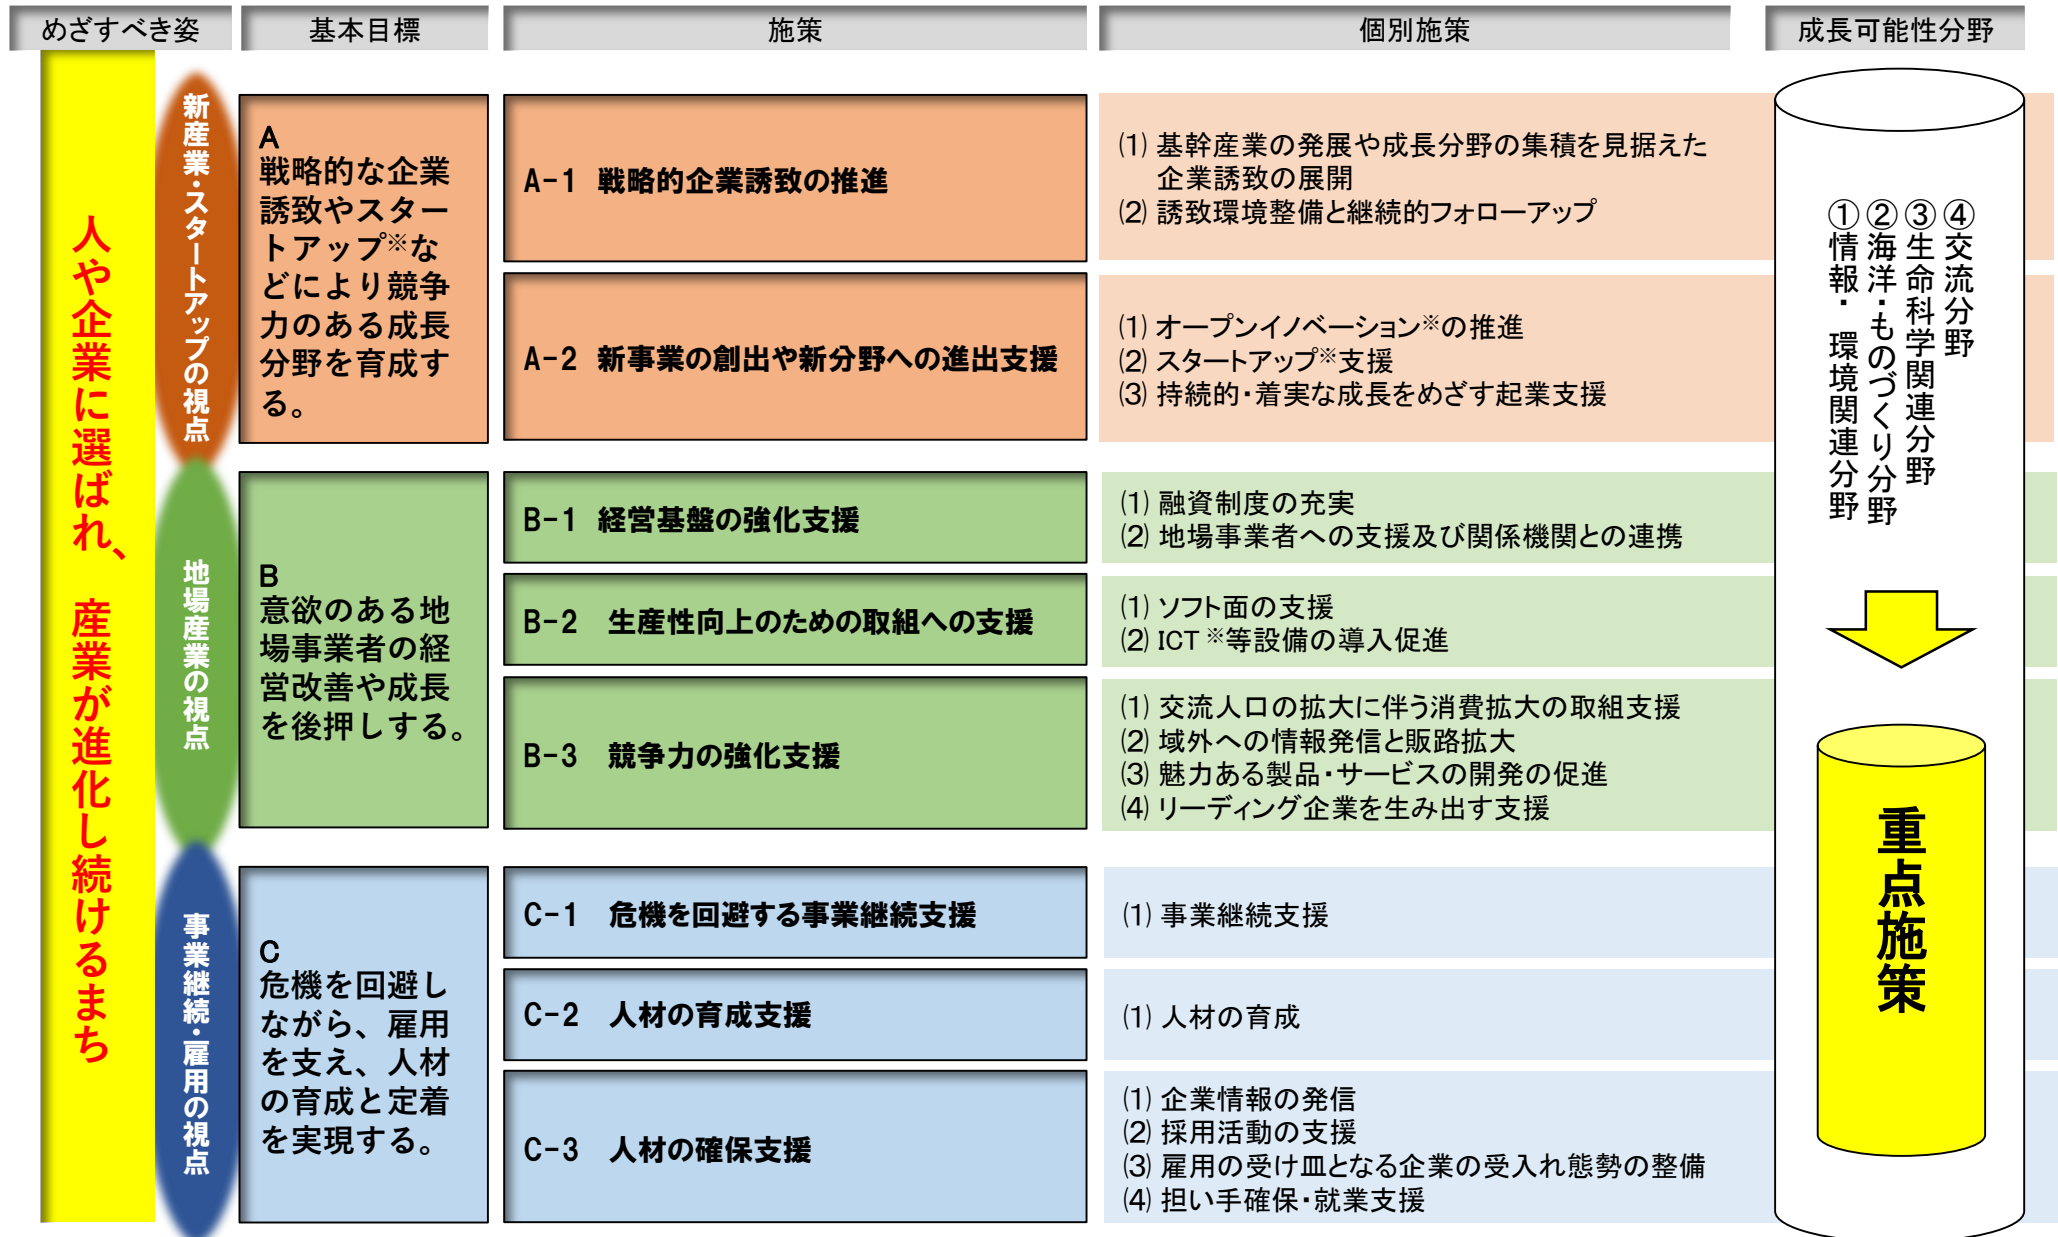 めざすべき姿
基本目標
施策
個別施策
成長可能性分野
人や企業に選ばれ、 産業が進化し続けるまち
新産業・スタートアップの視点
A
戦略的な企業
誘致やスター
トアップ※な
どにより競争
力のある成長
分野を育成す
る。
A-1 戦略的企業誘致の推進
⑴ 基幹産業の発展や成長分野の集積を見据えた
企業誘致の展開
⑵ 誘致環境整備と継続的フォローアップ
A-2 新事業の創出や新分野への進出支援
⑴ オープンイノベーション※の推進
⑵ スタートアップ※支援
⑶ 持続的・着実な成長をめざす起業支援
地場産業の視点
B
意欲のある地
場事業者の経
営改善や成長
を後押しする。
B-1 経営基盤の強化支援
⑴ 融資制度の充実
⑵ 地場事業者への支援及び関係機関との連携
B-2 生産性向上のための取組への支援
⑴ ソフト面の支援
⑵ ICT※等設備の導入促進
B-3 競争力の強化支援
⑴ 交流人口の拡大に伴う消費拡大の取組支援
⑵ 域外への情報発信と販路拡大
⑶ 魅力ある製品・サービスの開発の促進
⑷ リーディング企業を生み出す支援
事業継続・雇用の視点
C
危機を回避し
ながら、雇用
を支え、人材
の育成と定着
を実現する。
C-1 危機を回避する事業継続支援
⑴ 事業継続支援
C-2 人材の育成支援
⑴ 人材の育成
C-3 人材の確保支援
⑴ 企業情報の発信
⑵ 採用活動の支援
⑶ 雇用の受け皿となる企業の受入れ態勢の整備
⑷ 担い手確保・就業支援
①情報・ 環境関連分野
②海洋・ものづくり分野
③生命科学関連分野
④交流分野
重点施策